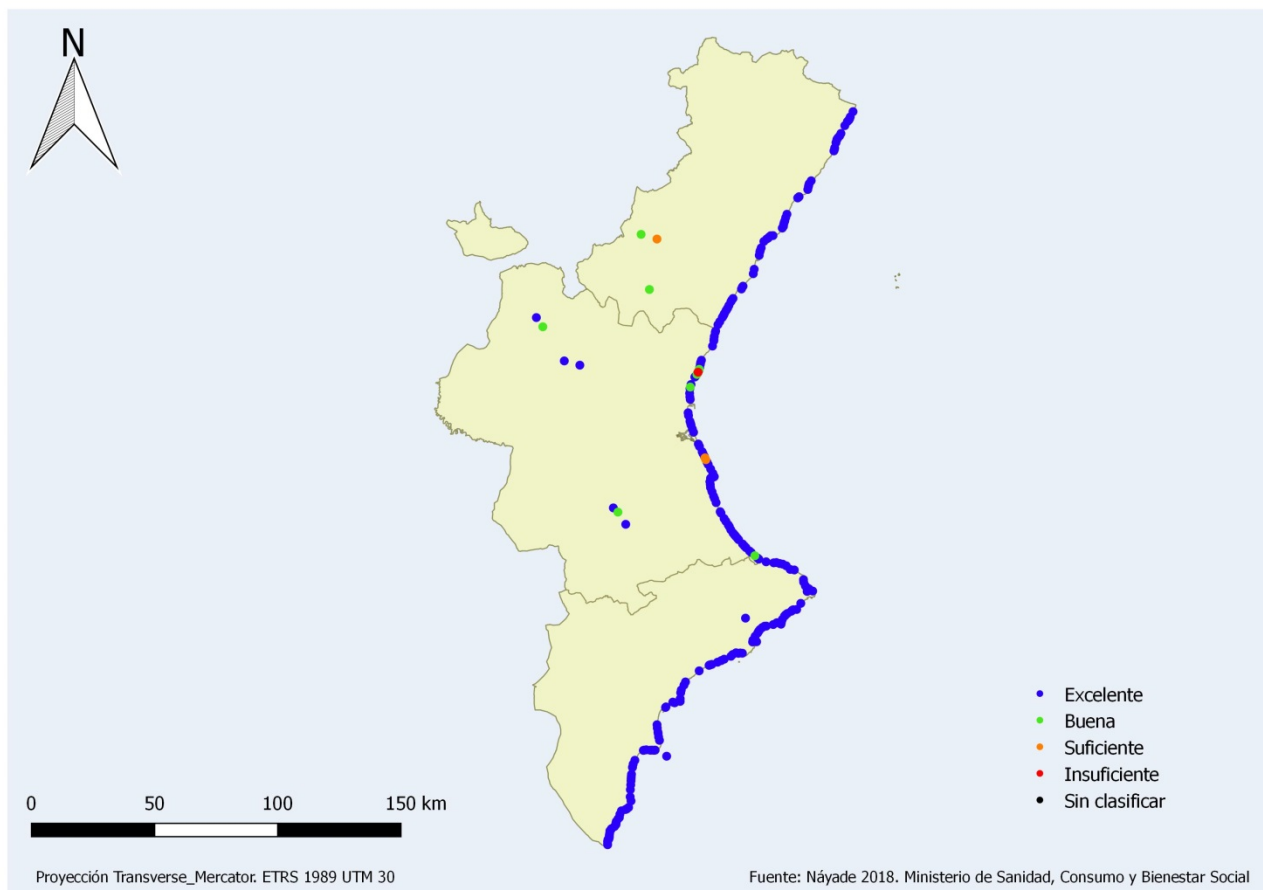 N
Excelente
Buena
Suficiente
Insuficiente
Sin clasificar
0 50 100 150 km
Proyección Transverse_Mercator. ETRS 1989 UTM 30
Fuente: Náyade 2018. Ministerio de Sanidad, Consumo y Bienestar Social